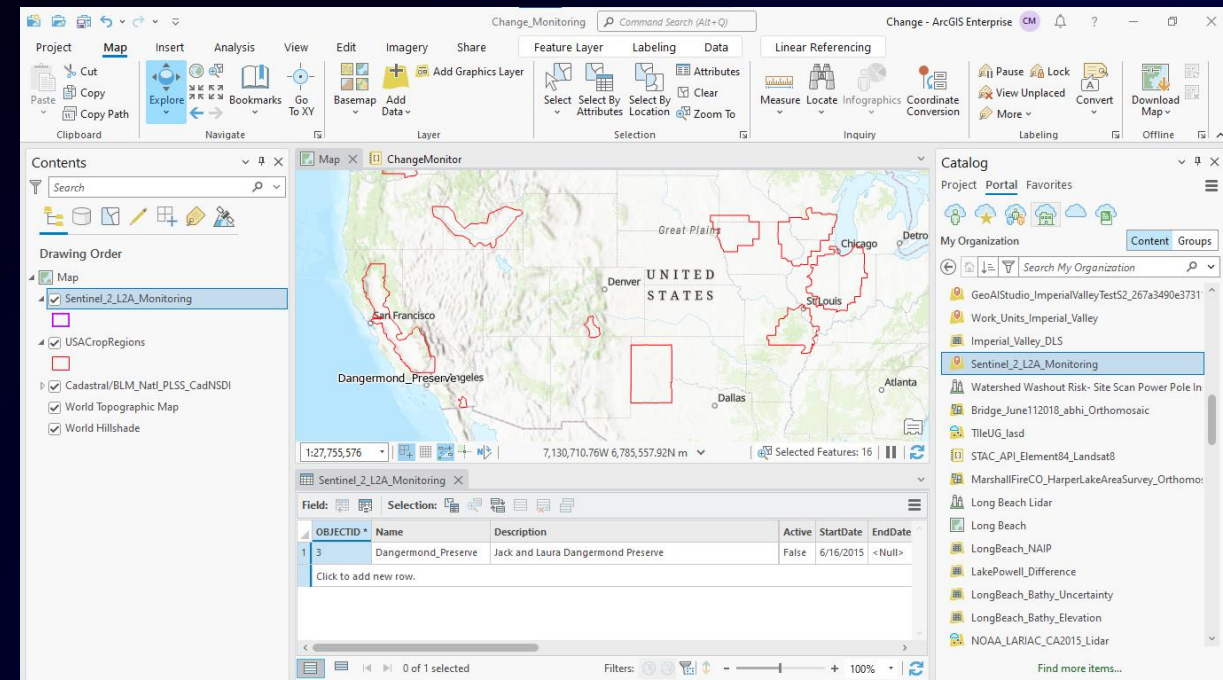 Change_Monitoring
Command Search (Alt+Q)
Change - ArcGIS Enterprise
CM
?
Project Map Insert Analysis View Edit Imagery Share Feature Layer Labeling Data Linear Referencing
Paste
Cut
Copy
Copy Path
Clipboard
Explore
Bookmarks
Go To XY
Navigate
Basemap
Add Data
Add Graphics Layer
Layer
Select
Select By Attributes
Select By Location
Attributes
Clear
Zoom To
Selection
Measure
Locate
Infographics
Coordinate Conversion
Inquiry
Pause
Lock
View Unplaced
More
Convert
Labeling
Download Map
Offline
Contents
Search
Drawing Order
Map
Sentinel_2_L2A_Monitoring
USACropRegions
Cadastral/BLM_Natl_PLSS_CadNSDI
World Topographic Map
World Hillshade
Map
ChangeMonitor
Great Plains
Chicago
Detro
Denver
UNITED
STATES
St Louis
San Francisco
Dangermond_Preserve
ngeles
Atlanta
Dallas
1:27,755,576
7,130,710.76W 6,785,557.92N m
Selected Features: 16
Sentinel_2_L2A_Monitoring
Field:
Selection:
OBJECTID * Name Description Active StartDate EndDate
1 3 Dangermond_Preserve Jack and Laura Dangermond Preserve False 6/16/2015 <Null>
Click to add new row.
0 of 1 selected
Filters:
100%
Catalog
Project Portal Favorites
My Organization
Content Groups
Search My Organization
GeoAIStudio_ImperialValleyTestS2_267a3490e3731
Work_Units_Imperial_Valley
Imperial_Valley_DLS
Sentinel_2_L2A_Monitoring
Watershed Washout Risk- Site Scan Power Pole In
Bridge_June112018_abhi_Orthomosaic
TileUG_lasd
STAC_API_Element84_Landsat8
MarshallFireCO_HarperLakeAreaSurvey_Orthomo
Long Beach Lidar
Long Beach
LongBeach_NAIP
LakePowell_Difference
LongBeach_Bathy_Uncertainty
LongBeach_Bathy_Elevation
NOAA_LARIAC_CA2015_Lidar
Find more items...